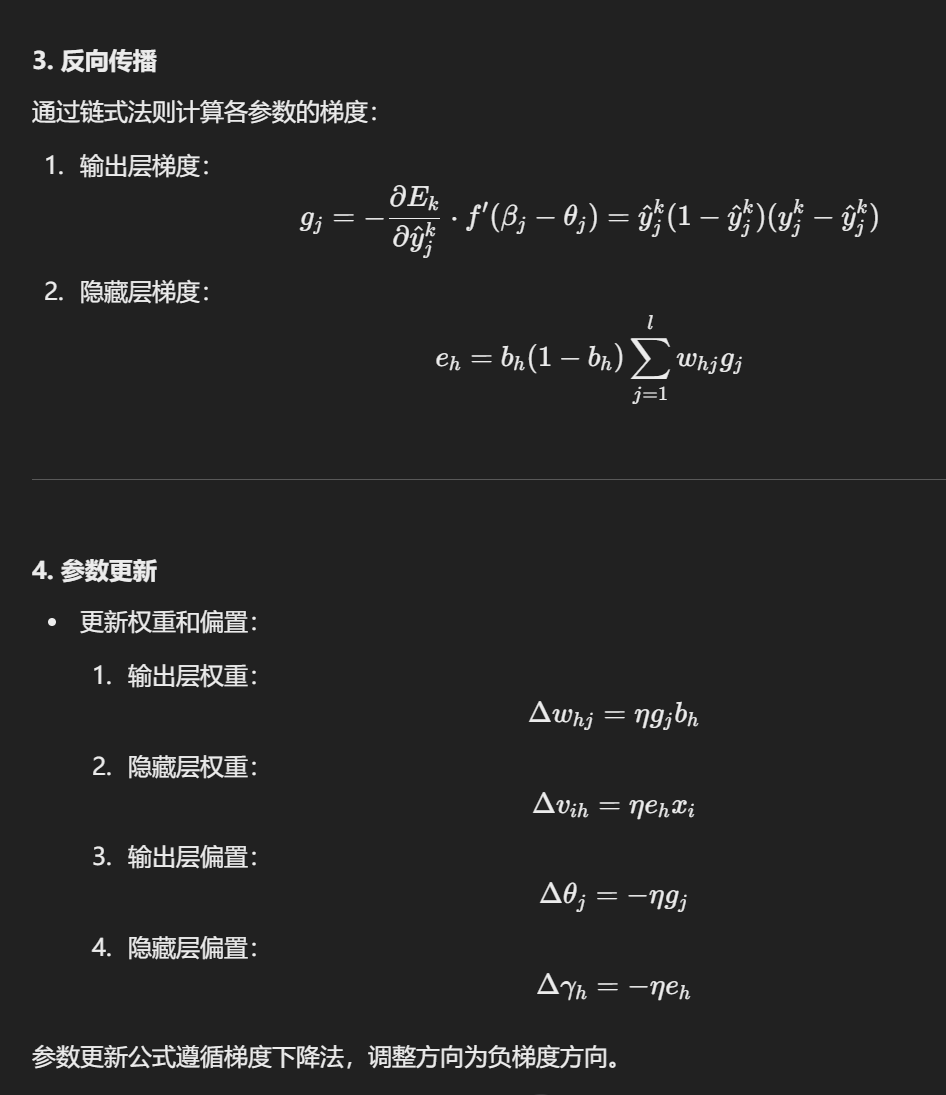 3. 反向传播
通过链式法则计算各参数的梯度：
1. 输出层梯度：
$g_j = -\frac{\partial E_k}{\partial \hat{y}_j^k} \cdot f'(\beta_j - \theta_j) = \hat{y}_j^k(1 - \hat{y}_j^k)(y_j^k - \hat{y}_j^k)$
2. 隐藏层梯度：
$e_h = b_h(1 - b_h)\sum_{j=1}^{l} w_{hj}g_j$
4. 参数更新
• 更新权重和偏置：
1. 输出层权重：
$\Delta w_{hj} = \eta g_j b_h$
2. 隐藏层权重：
$\Delta v_{ih} = \eta e_h x_i$
3. 输出层偏置：
$\Delta \theta_j = -\eta g_j$
4. 隐藏层偏置：
$\Delta \gamma_h = -\eta e_h$
参数更新公式遵循梯度下降法，调整方向为负梯度方向。